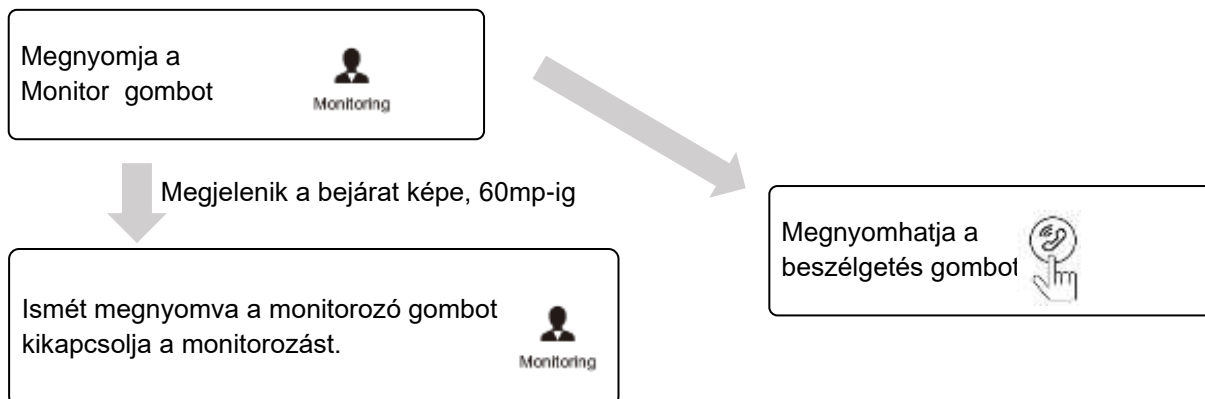 Megnyomja a
Monitor gombot
Monitoring
Megjelenik a bejárat képe, 60mp-ig
Megnyomhatja a
beszélgetés gombot
Ismét megnyomva a monitorozó gombot
kikapcsolja a monitorozást.
Monitoring